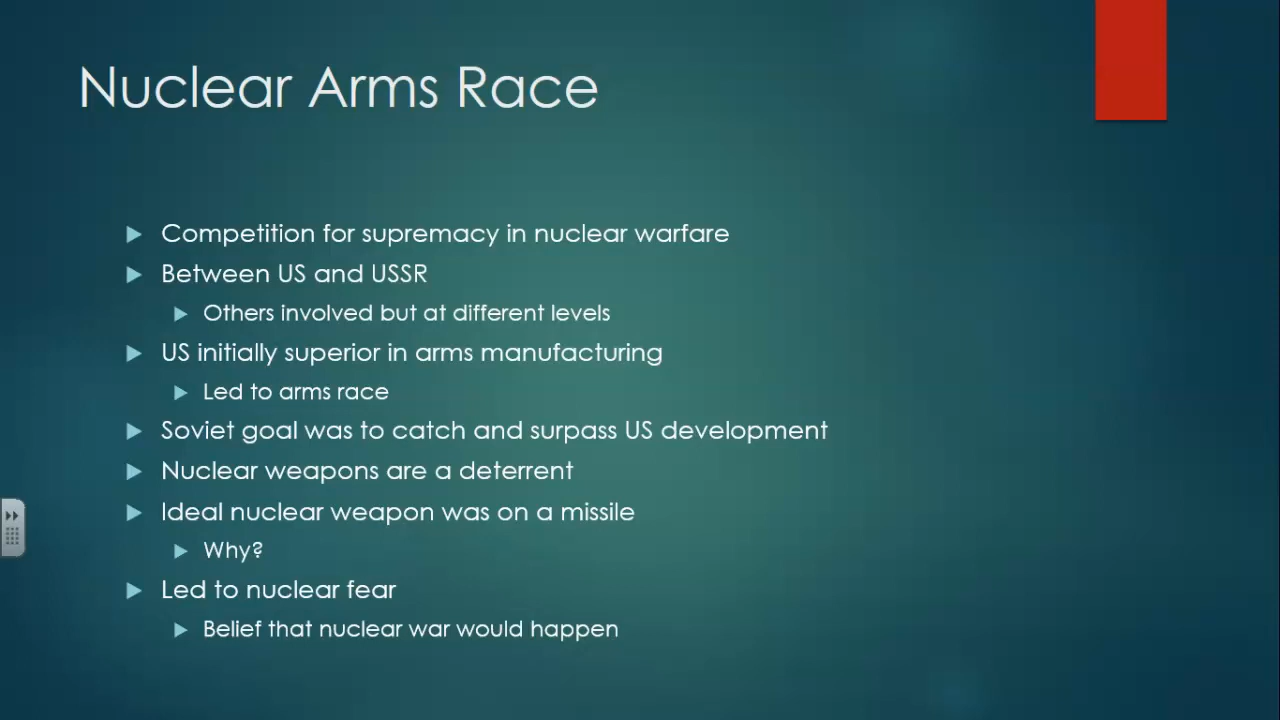 Nuclear Arms Race
Competition for supremacy in nuclear warfare
Between US and USSR
Others involved but at different levels
US initially superior in arms manufacturing
Led to arms race
Soviet goal was to catch and surpass US development
Nuclear weapons are a deterrent
Ideal nuclear weapon was on a missile
Why?
Led to nuclear fear
Belief that nuclear war would happen